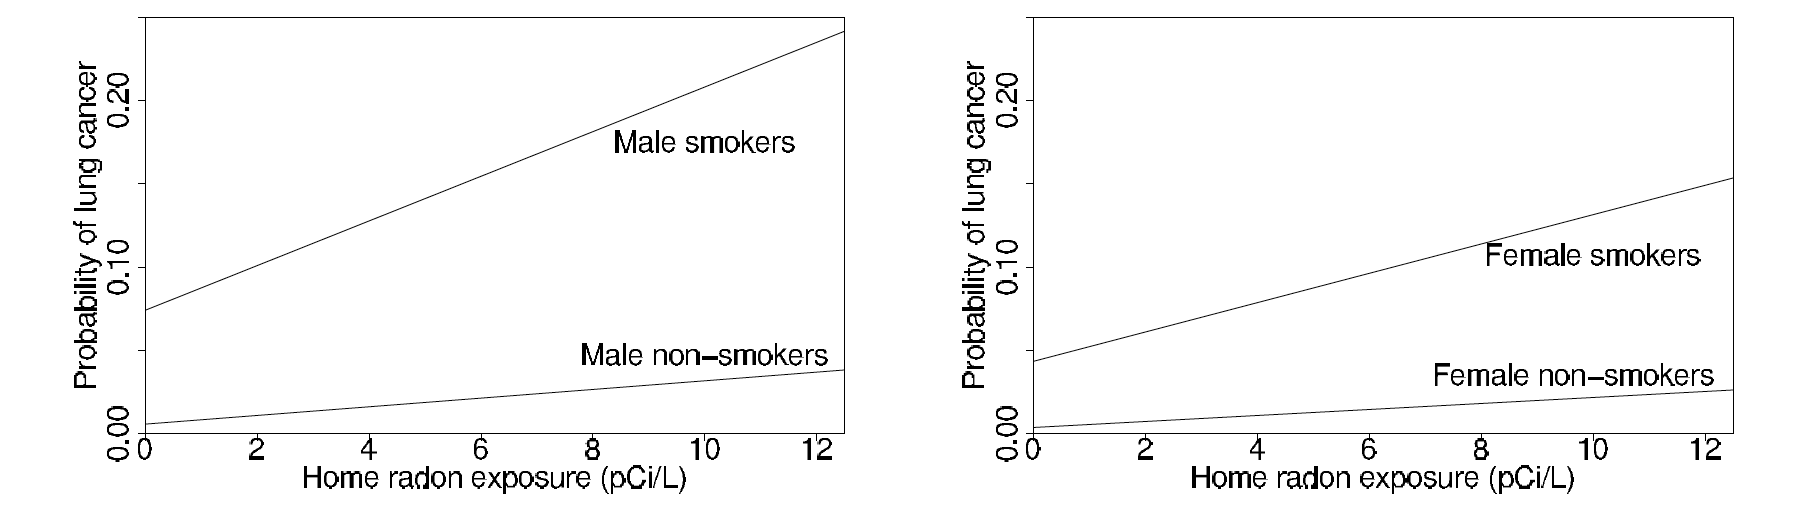 Probability of lung cancer
0.20
0.10
0.00
Male smokers
Male non–smokers
0 2 4 6 8 10 12
Home radon exposure (pCi/L)
Probability of lung cancer
0.20
0.10
0.00
Female smokers
Female non–smokers
0 2 4 6 8 10 12
Home radon exposure (pCi/L)